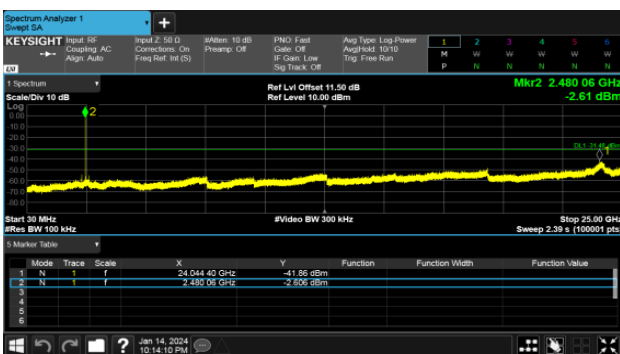 Spectrum Analyzer 1
Swept SA
+
KEYSIGHT Input: RF Input Z: 50 Ω #Atten: 10 dB PNO: Fast Avg Type: Log-Power 1 2 3 4 5 6
Coupling: AC Corrections: On Preamp: Off Gate: Off Avg|Hold: 10/10 M W W W W W
Align: Auto Freq Ref: Int (S) IF Gain: Low Trig: Free Run
LXI Sig Track: Off P N N N N N
1 Spectrum Ref Lvl Offset 11.50 dB Mkr2 2.480 06 GHz
Scale/Div 10 dB Ref Level 10.00 dBm -2.61 dBm
Log
0.00 2
-10.0
-20.0
-30.0 DL1 -31.48 dBm
-40.0 1
-50.0
-60.0
-70.0
-80.0
Start 30 MHz #Video BW 300 kHz Stop 25.00 GHz
#Res BW 100 kHz Sweep 2.39 s (100001 pts)
5 Marker Table
Mode Trace Scale X Y Function Function Width Function Value
1 N 1 f 24.044 40 GHz -41.86 dBm
2 N 1 f 2.480 06 GHz -2.606 dBm
3
4
5
6
? Jan 14, 2024
10:14:10 PM